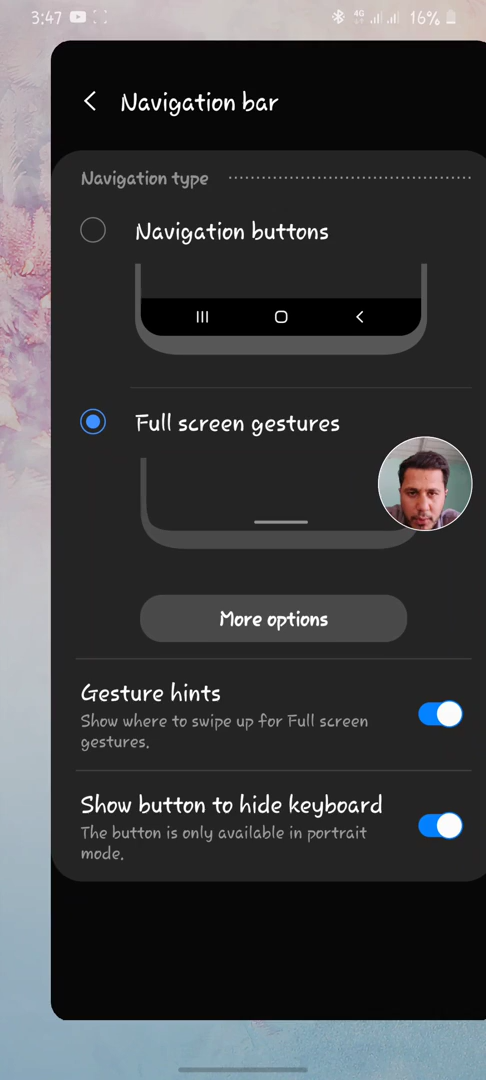 3:47 4G 16%
Navigation bar
Navigation type
Navigation buttons
Full screen gestures
More options
Gesture hints
Show where to swipe up for Full screen
gestures.
Show button to hide keyboard
The button is only available in portrait
mode.